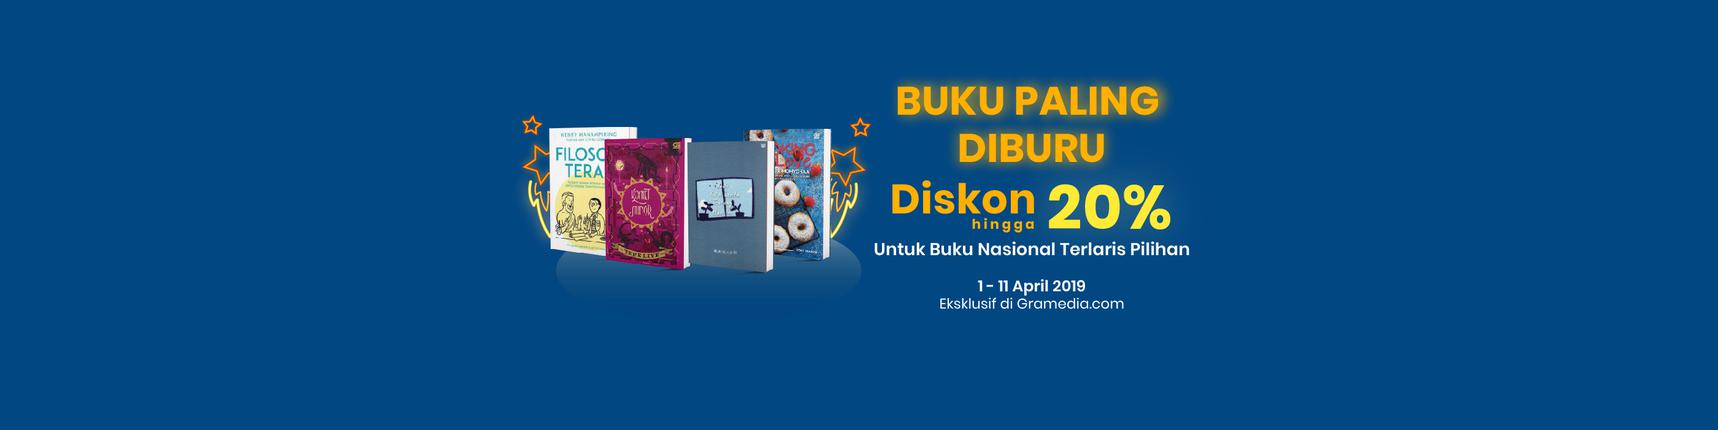 HENRY MANAMPIRING
FILOSO
TERA
BUKU PALING
DIBURU
Diskon
hingga
20%
Untuk Buku Nasional Terlaris Pilihan
1 - 11 April 2019
Eksklusif di Gramedia.com